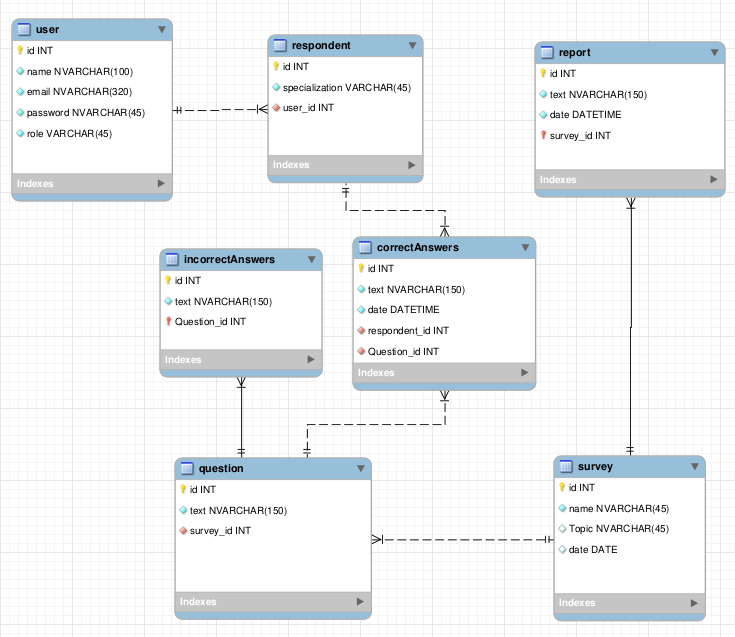 user
id INT
name NVARCHAR(100)
email NVARCHAR(320)
password NVARCHAR(45)
role VARCHAR(45)
Indexes
respondent
id INT
specialization VARCHAR(45)
user_id INT
Indexes
report
id INT
text NVARCHAR(150)
date DATETIME
survey_id INT
Indexes
incorrectAnswers
id INT
text NVARCHAR(150)
Question_id INT
Indexes
correctAnswers
id INT
text NVARCHAR(150)
date DATETIME
respondent_id INT
Question_id INT
Indexes
question
id INT
text NVARCHAR(150)
survey_id INT
Indexes
survey
id INT
name NVARCHAR(45)
Topic NVARCHAR(45)
date DATE
Indexes